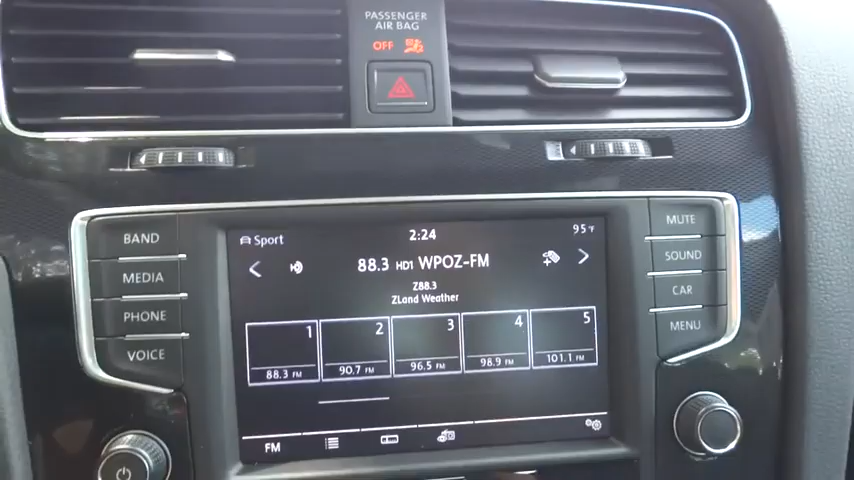 PASSENGER
AIR BAG
OFF
BAND
MEDIA
PHONE
VOICE
MUTE
SOUND
CAR
MENU
Sport
2:24
95°F
88.3 HD1 WPOZ-FM
Z88.3
ZLand Weather
1
2
3
4
5
88.3 FM
90.7 FM
96.5 FM
98.9 FM
101.1 FM
FM